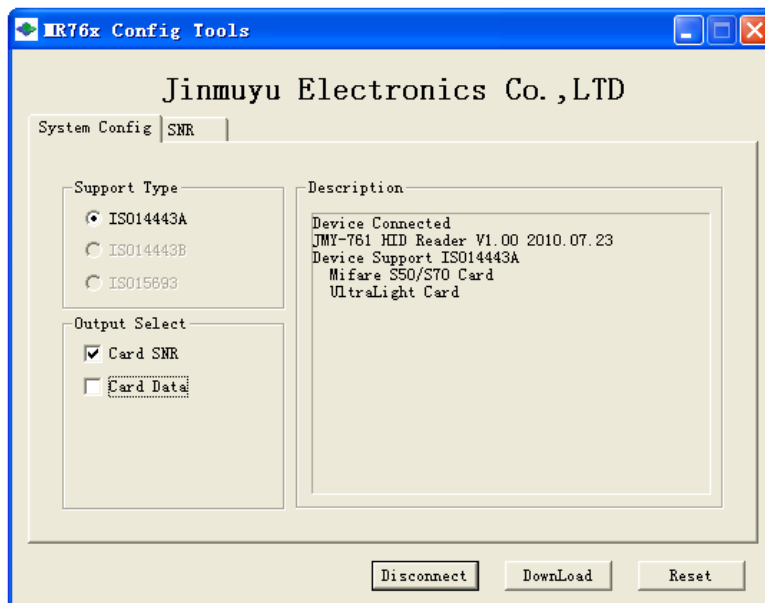 MR76x Config Tools
Jinmuyu Electronics Co.,LTD
System Config
SNR
Support Type
ISO14443A
ISO14443B
ISO15693
Output Select
Card SNR
Card Data
Description
Device Connected
JMY-761 HID Reader V1.00 2010.07.23
Device Support ISO14443A
Mifare S50/S70 Card
UltraLight Card
Disconnect
DownLoad
Reset